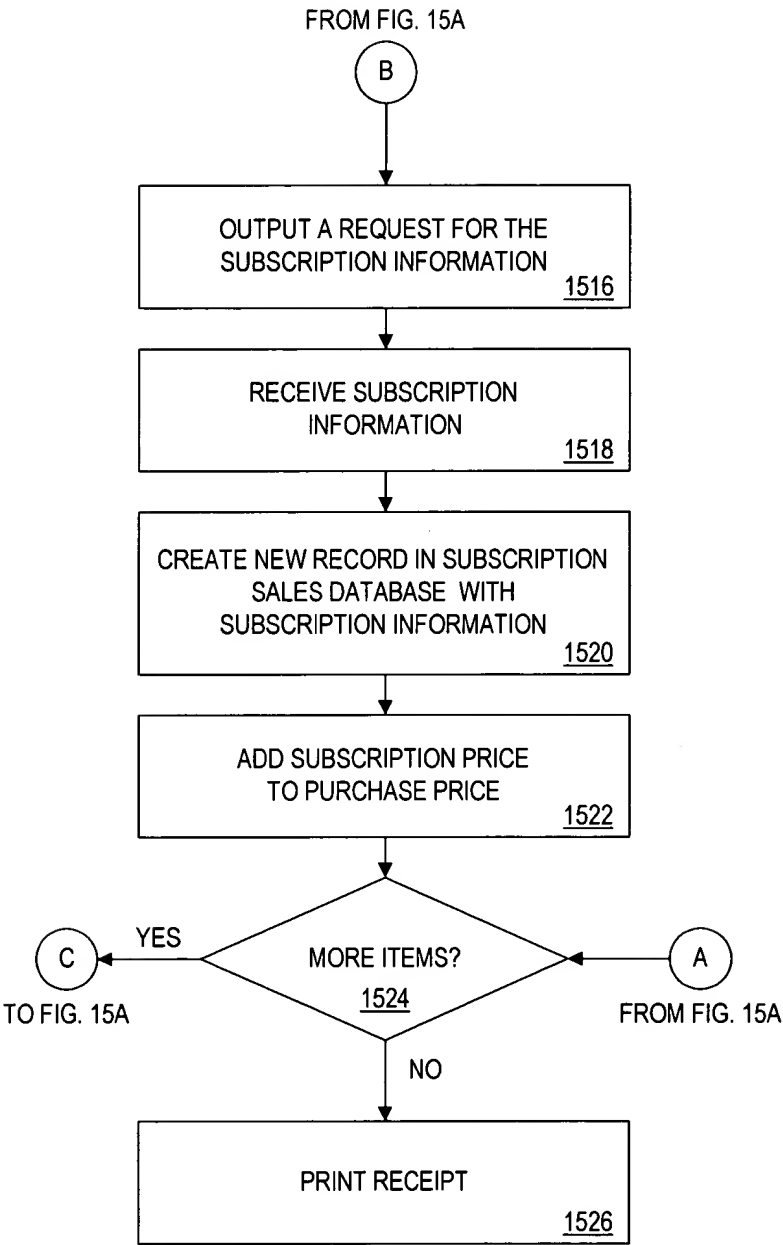 FROM FIG. 15A
B
OUTPUT A REQUEST FOR THE
SUBSCRIPTION INFORMATION
1516
RECEIVE SUBSCRIPTION
INFORMATION
1518
CREATE NEW RECORD IN SUBSCRIPTION
SALES DATABASE WITH
SUBSCRIPTION INFORMATION
1520
ADD SUBSCRIPTION PRICE
TO PURCHASE PRICE
1522
YES
C
TO FIG. 15A
MORE ITEMS?
1524
A
FROM FIG. 15A
NO
PRINT RECEIPT
1526